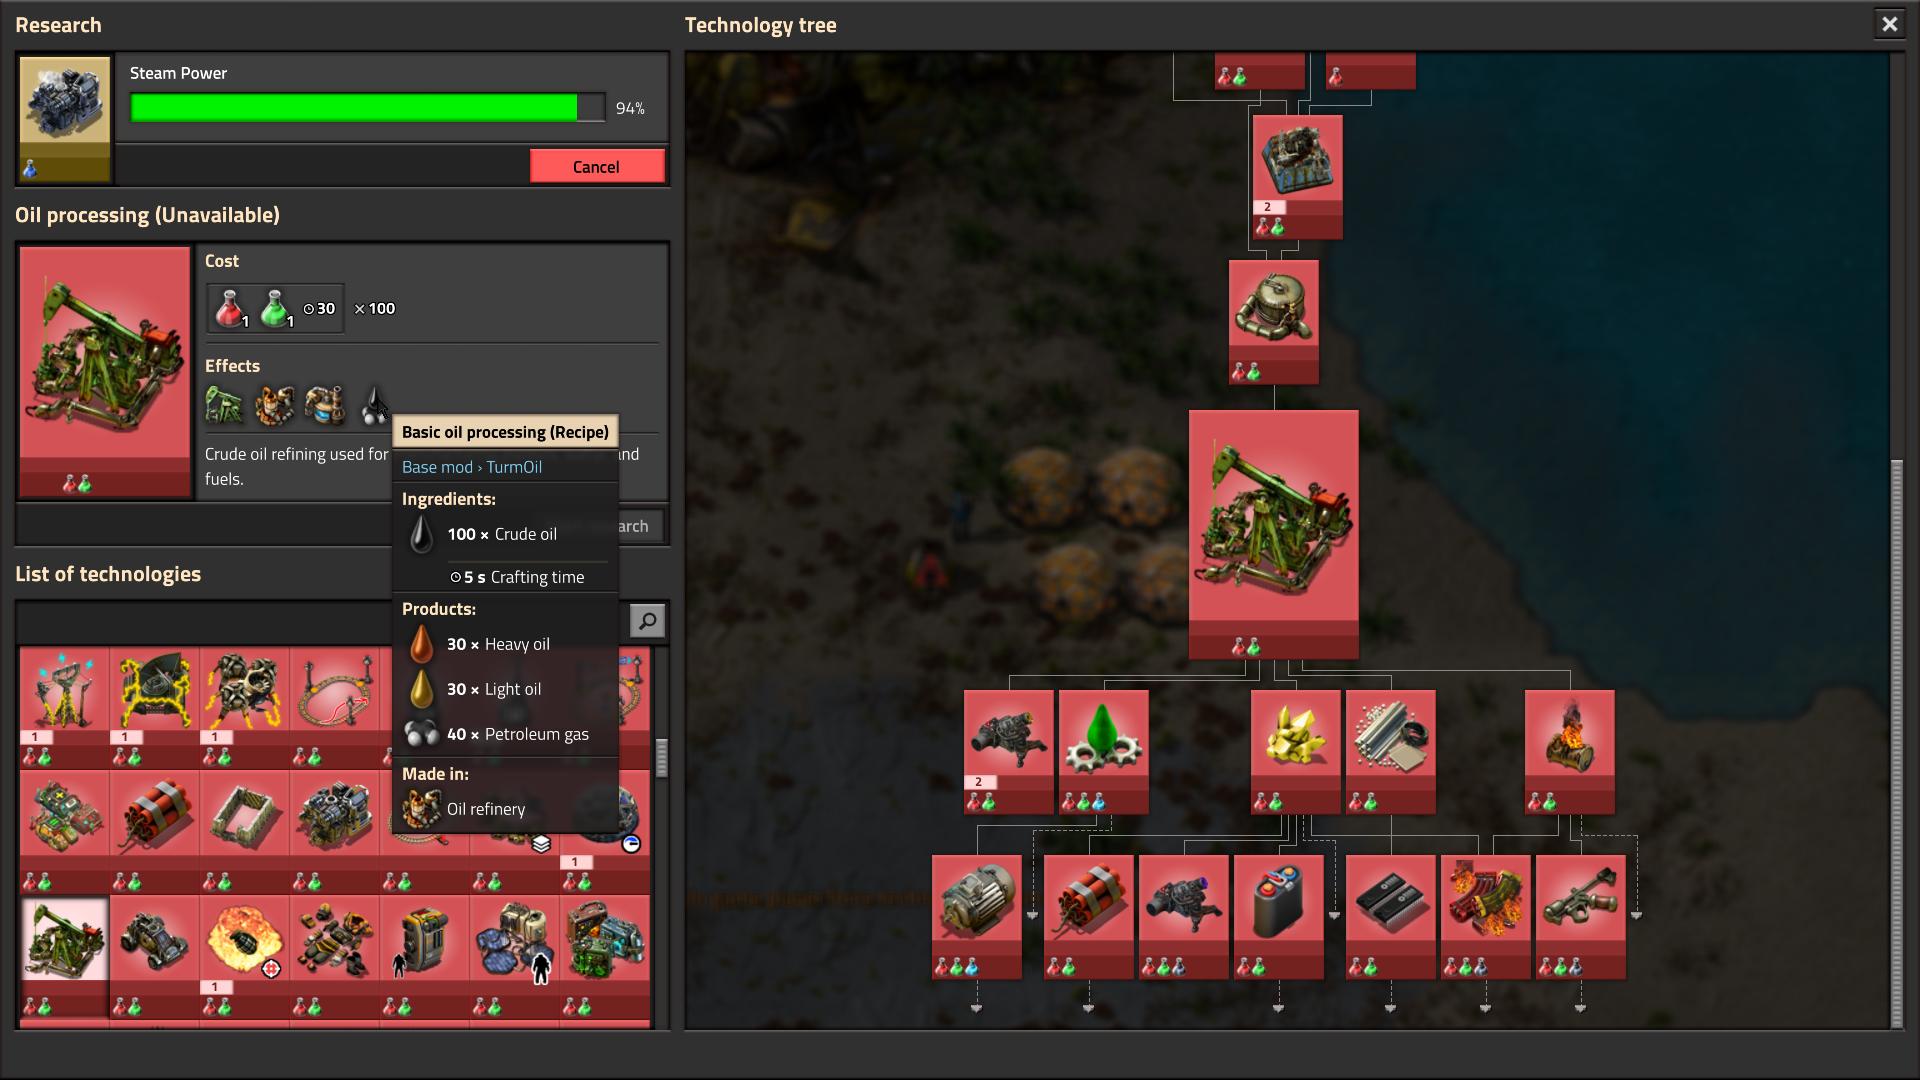 Research
Technology tree
Steam Power
94%
Cancel
Oil processing (Unavailable)
Cost
1
1
30
× 100
Effects
Crude oil refining used for
and
fuels.
arch
Basic oil processing (Recipe)
Base mod › TurmOil
Ingredients:
100 × Crude oil
5 s Crafting time
Products:
30 × Heavy oil
30 × Light oil
40 × Petroleum gas
Made in:
Oil refinery
List of technologies
1
1
1
1
1
2
2